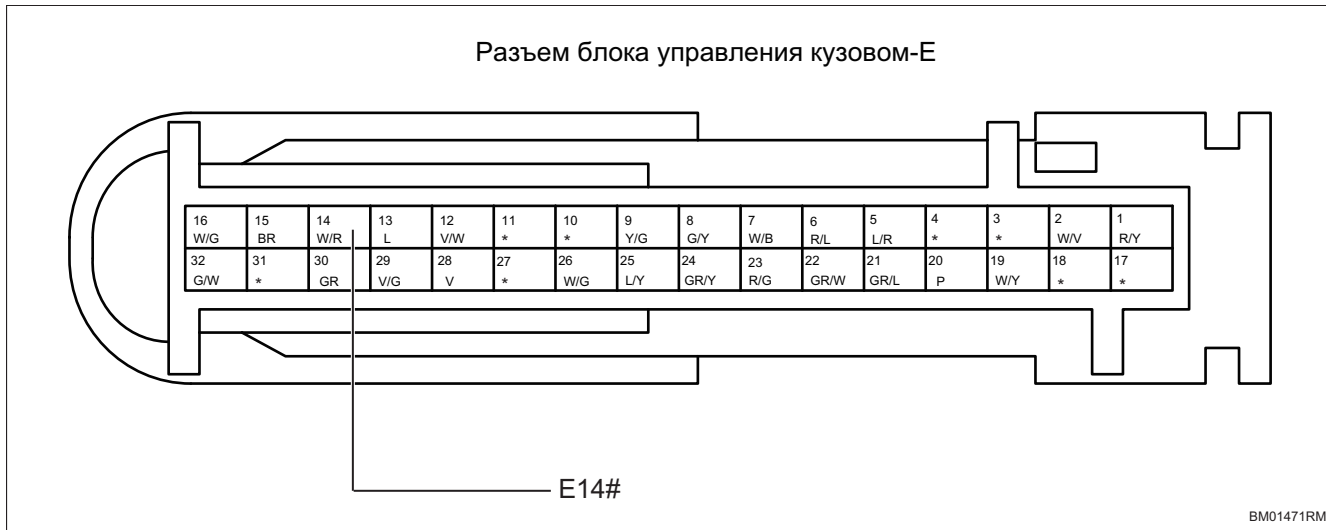 Разъем блока управления кузовом-E
16 15 14 13 12 11 10 9 8 7 6 5 4 3 2 1
W/G BR W/R L V/W * * Y/G G/Y W/B R/L L/R * * W/V R/Y
32 31 30 29 28 27 26 25 24 23 22 21 20 19 18 17
G/W * GR V/G V * W/G L/Y GR/Y R/G GR/W GR/L P W/Y * *
E14#
BM01471RM